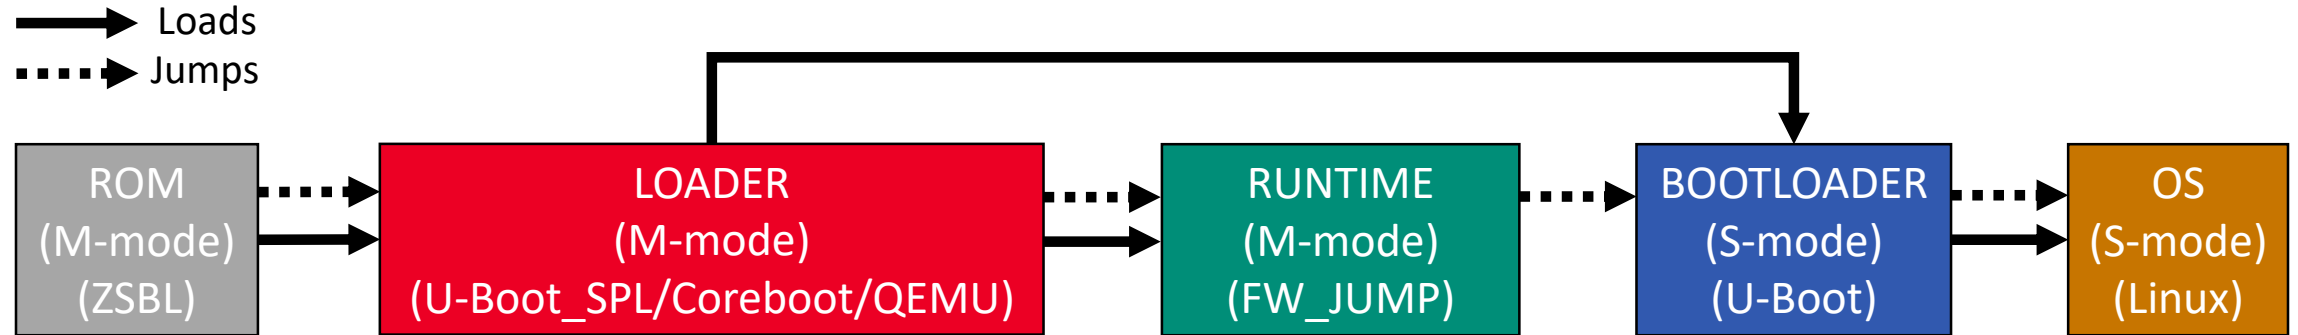 Loads
Jumps
ROM
(M-mode)
(ZSBL)
LOADER
(M-mode)
(U-Boot_SPL/Coreboot/QEMU)
RUNTIME
(M-mode)
(FW_JUMP)
BOOTLOADER
(S-mode)
(U-Boot)
OS
(S-mode)
(Linux)